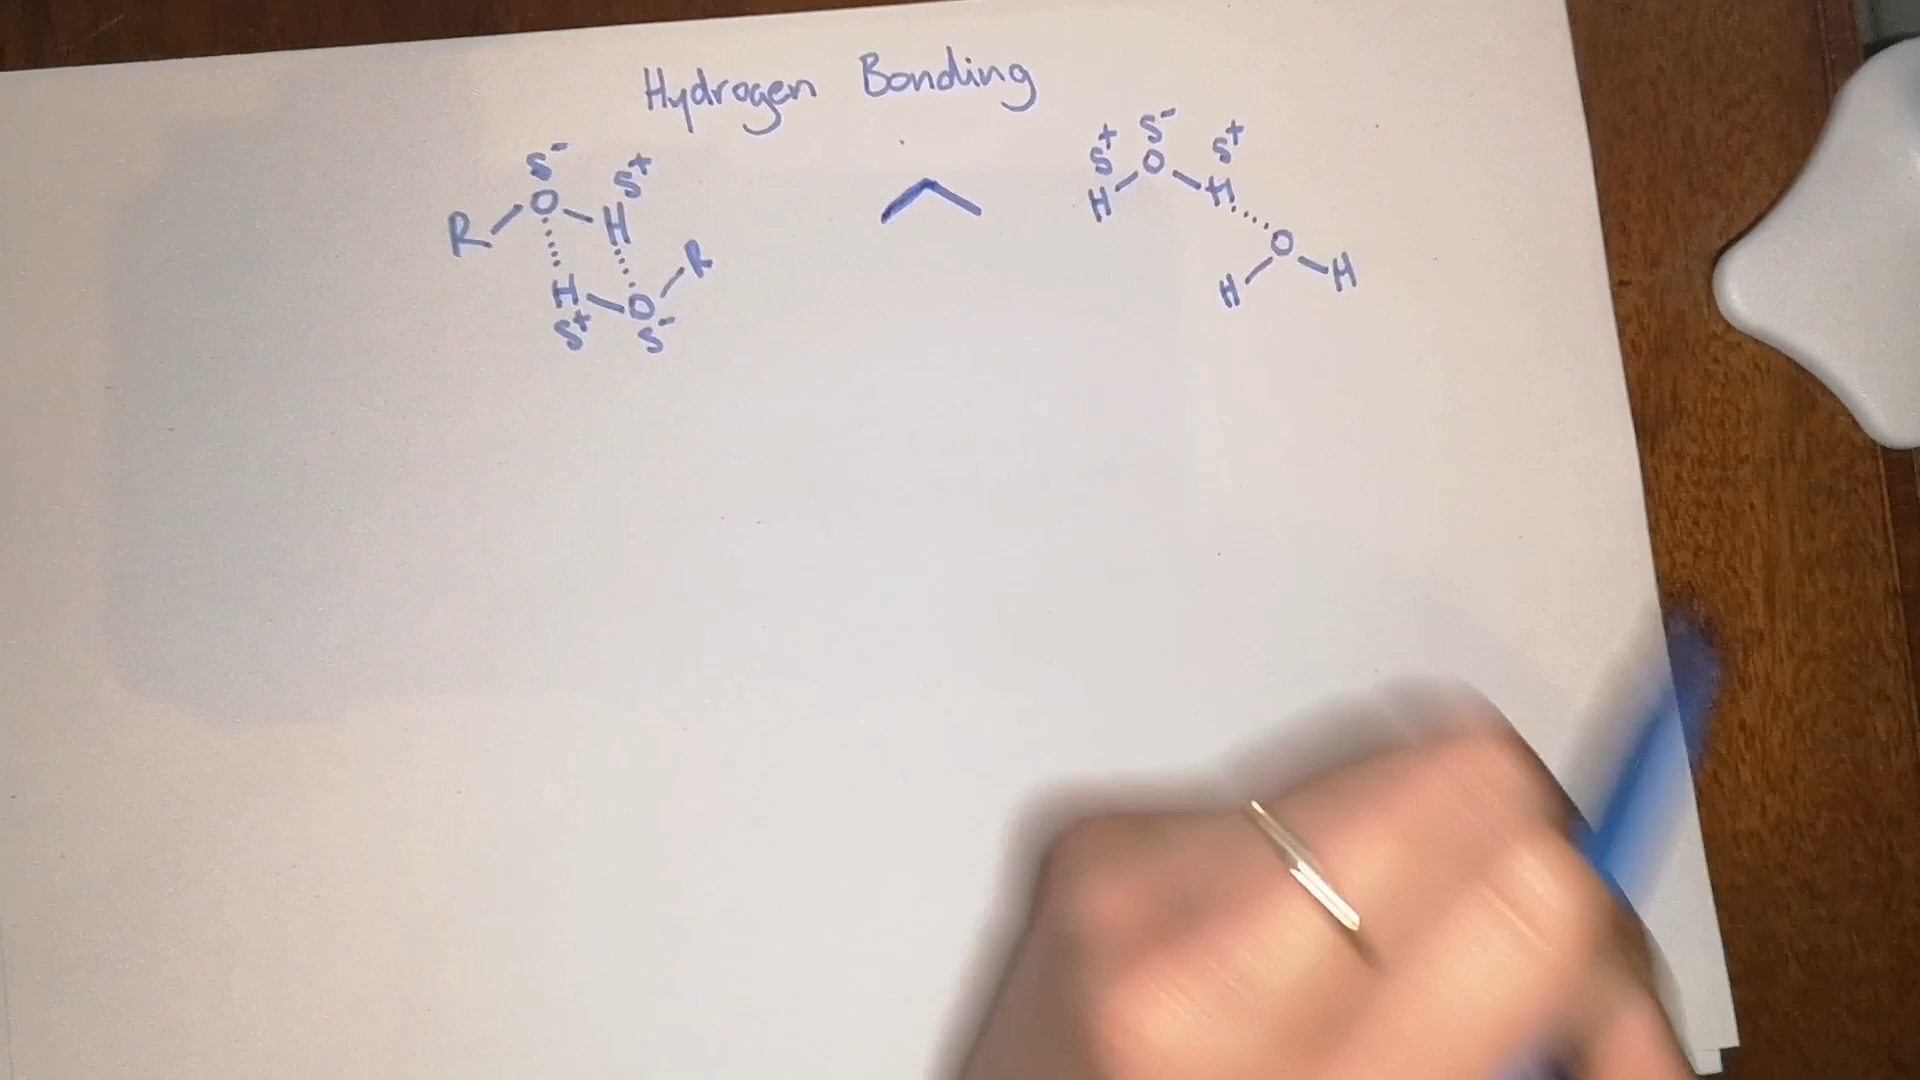 Hydrogen Bonding
δ- δ+
R O H
H O R
δ+ δ-
δ+ δ- δ+
H O H
O
H H